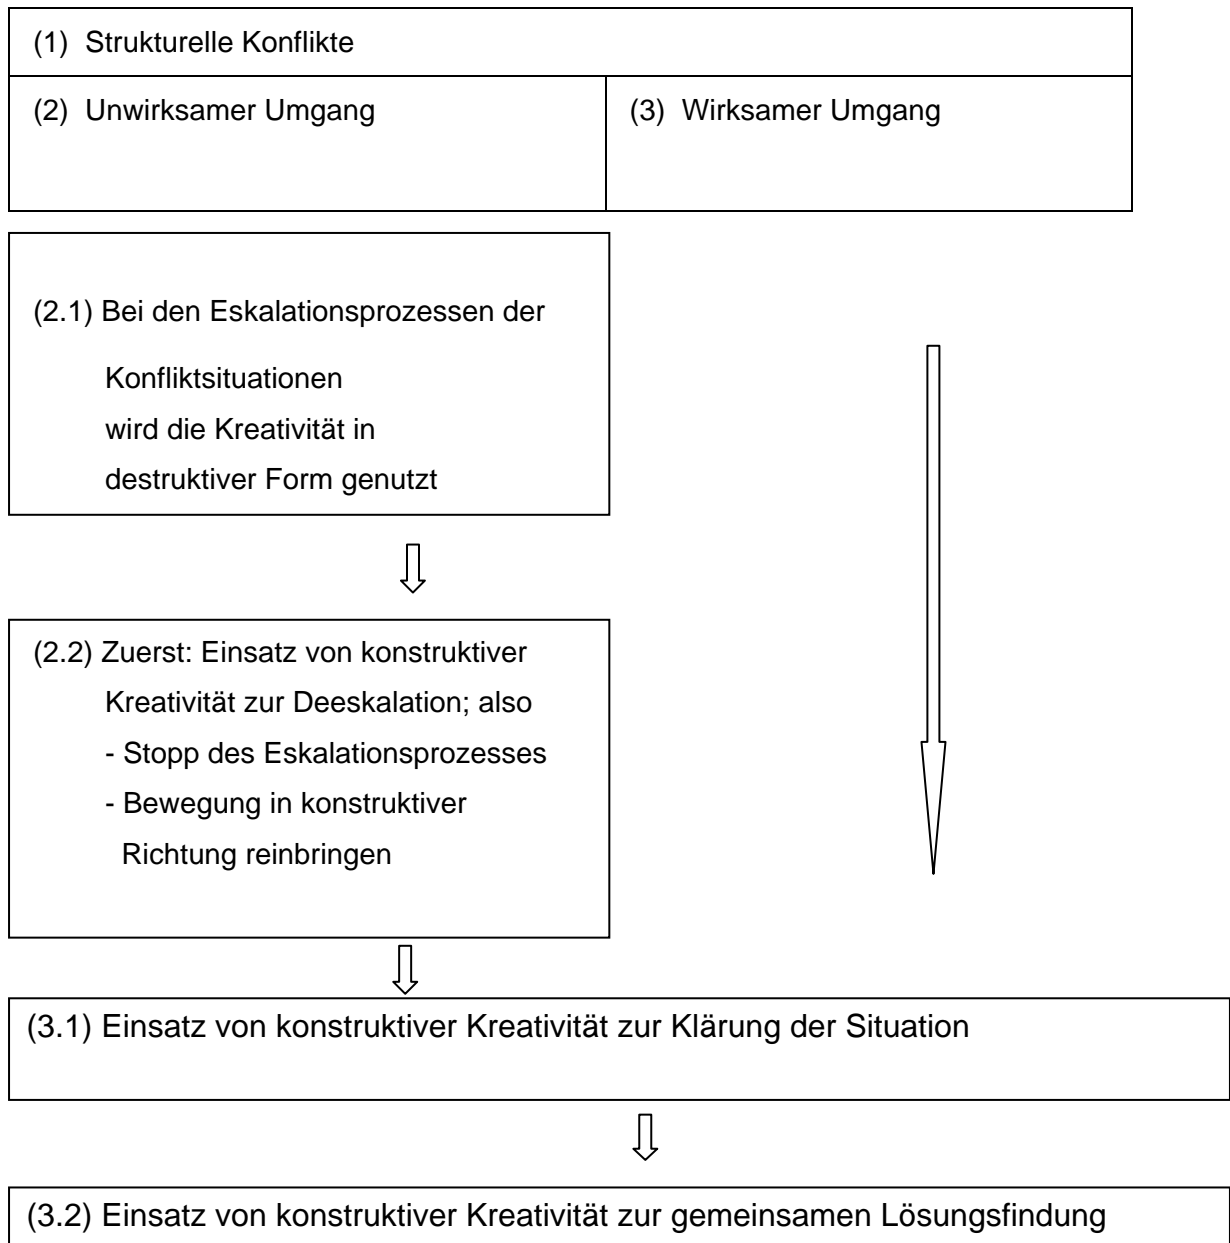 (1) Strukturelle Konflikte
(2) Unwirksamer Umgang
(3) Wirksamer Umgang
(2.1) Bei den Eskalationsprozessen der
Konfliktsituationen
wird die Kreativität in
destruktiver Form genutzt
(2.2) Zuerst: Einsatz von konstruktiver
Kreativität zur Deeskalation; also
- Stopp des Eskalationsprozesses
- Bewegung in konstruktiver
Richtung reinbringen
(3.1) Einsatz von konstruktiver Kreativität zur Klärung der Situation
(3.2) Einsatz von konstruktiver Kreativität zur gemeinsamen Lösungsfindung